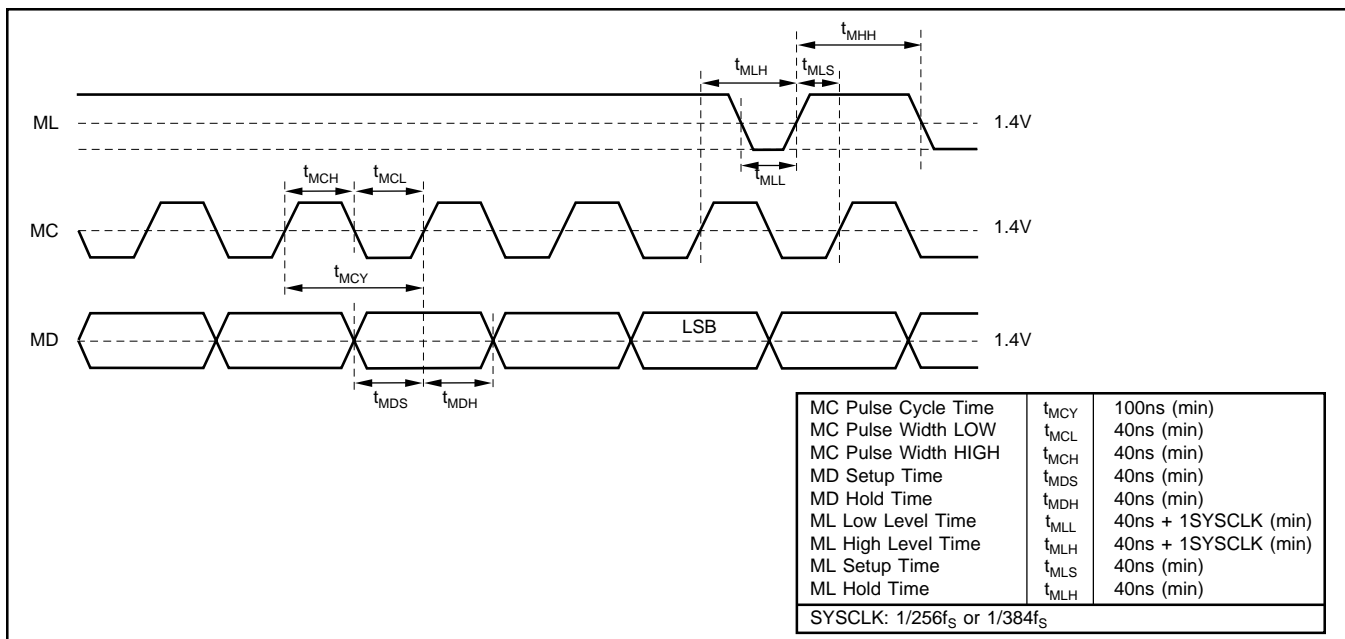 tMHH
tMLH tMLS
ML 1.4V
tMLL
tMCH tMCL
MC 1.4V
tMCY
LSB
MD 1.4V
tMDS tMDH
MC Pulse Cycle Time tMCY 100ns (min)
MC Pulse Width LOW tMCL 40ns (min)
MC Pulse Width HIGH tMCH 40ns (min)
MD Setup Time tMDS 40ns (min)
MD Hold Time tMDH 40ns (min)
ML Low Level Time tMLL 40ns + 1SYSCLK (min)
ML High Level Time tMLH 40ns + 1SYSCLK (min)
ML Setup Time tMLS 40ns (min)
ML Hold Time tMLH 40ns (min)
SYSCLK: 1/256fS or 1/384fS